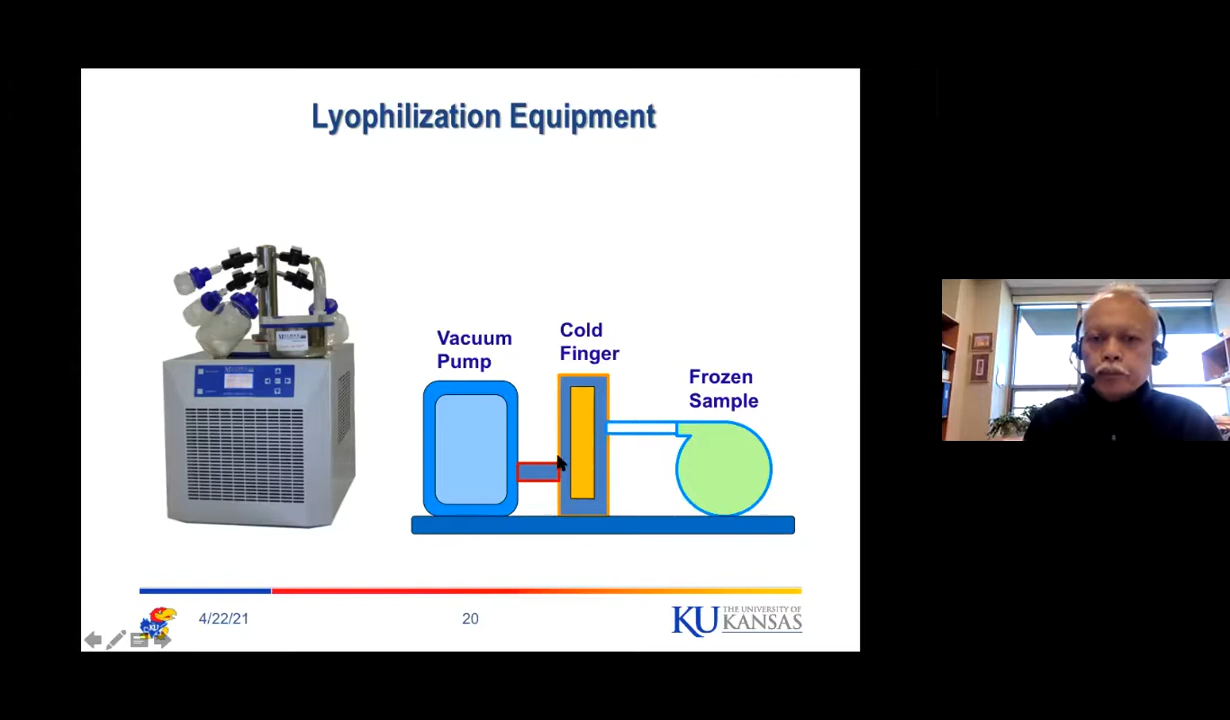 Lyophilization Equipment
Vacuum
Pump
Cold
Finger
Frozen
Sample
4/22/21
20
KU THE UNIVERSITY OF
KANSAS